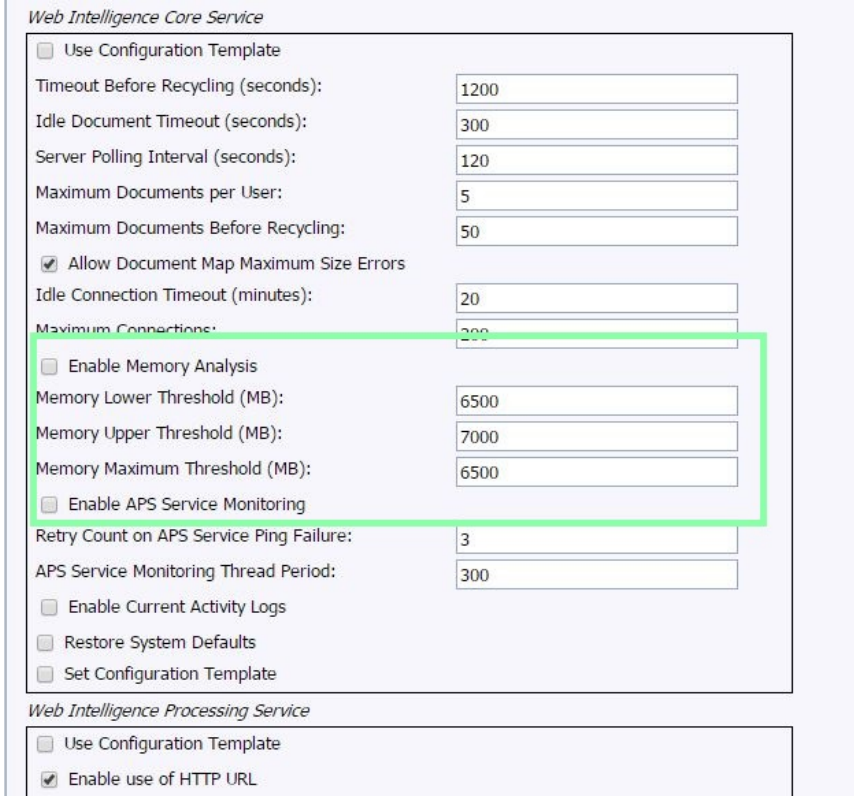 Web Intelligence Core Service
Use Configuration Template
Timeout Before Recycling (seconds): 1200
Idle Document Timeout (seconds): 300
Server Polling Interval (seconds): 120
Maximum Documents per User: 5
Maximum Documents Before Recycling: 50
Allow Document Map Maximum Size Errors
Idle Connection Timeout (minutes): 20
Maximum Connections: 200
Enable Memory Analysis
Memory Lower Threshold (MB): 6500
Memory Upper Threshold (MB): 7000
Memory Maximum Threshold (MB): 6500
Enable APS Service Monitoring
Retry Count on APS Service Ping Failure: 3
APS Service Monitoring Thread Period: 300
Enable Current Activity Logs
Restore System Defaults
Set Configuration Template
Web Intelligence Processing Service
Use Configuration Template
Enable use of HTTP URL